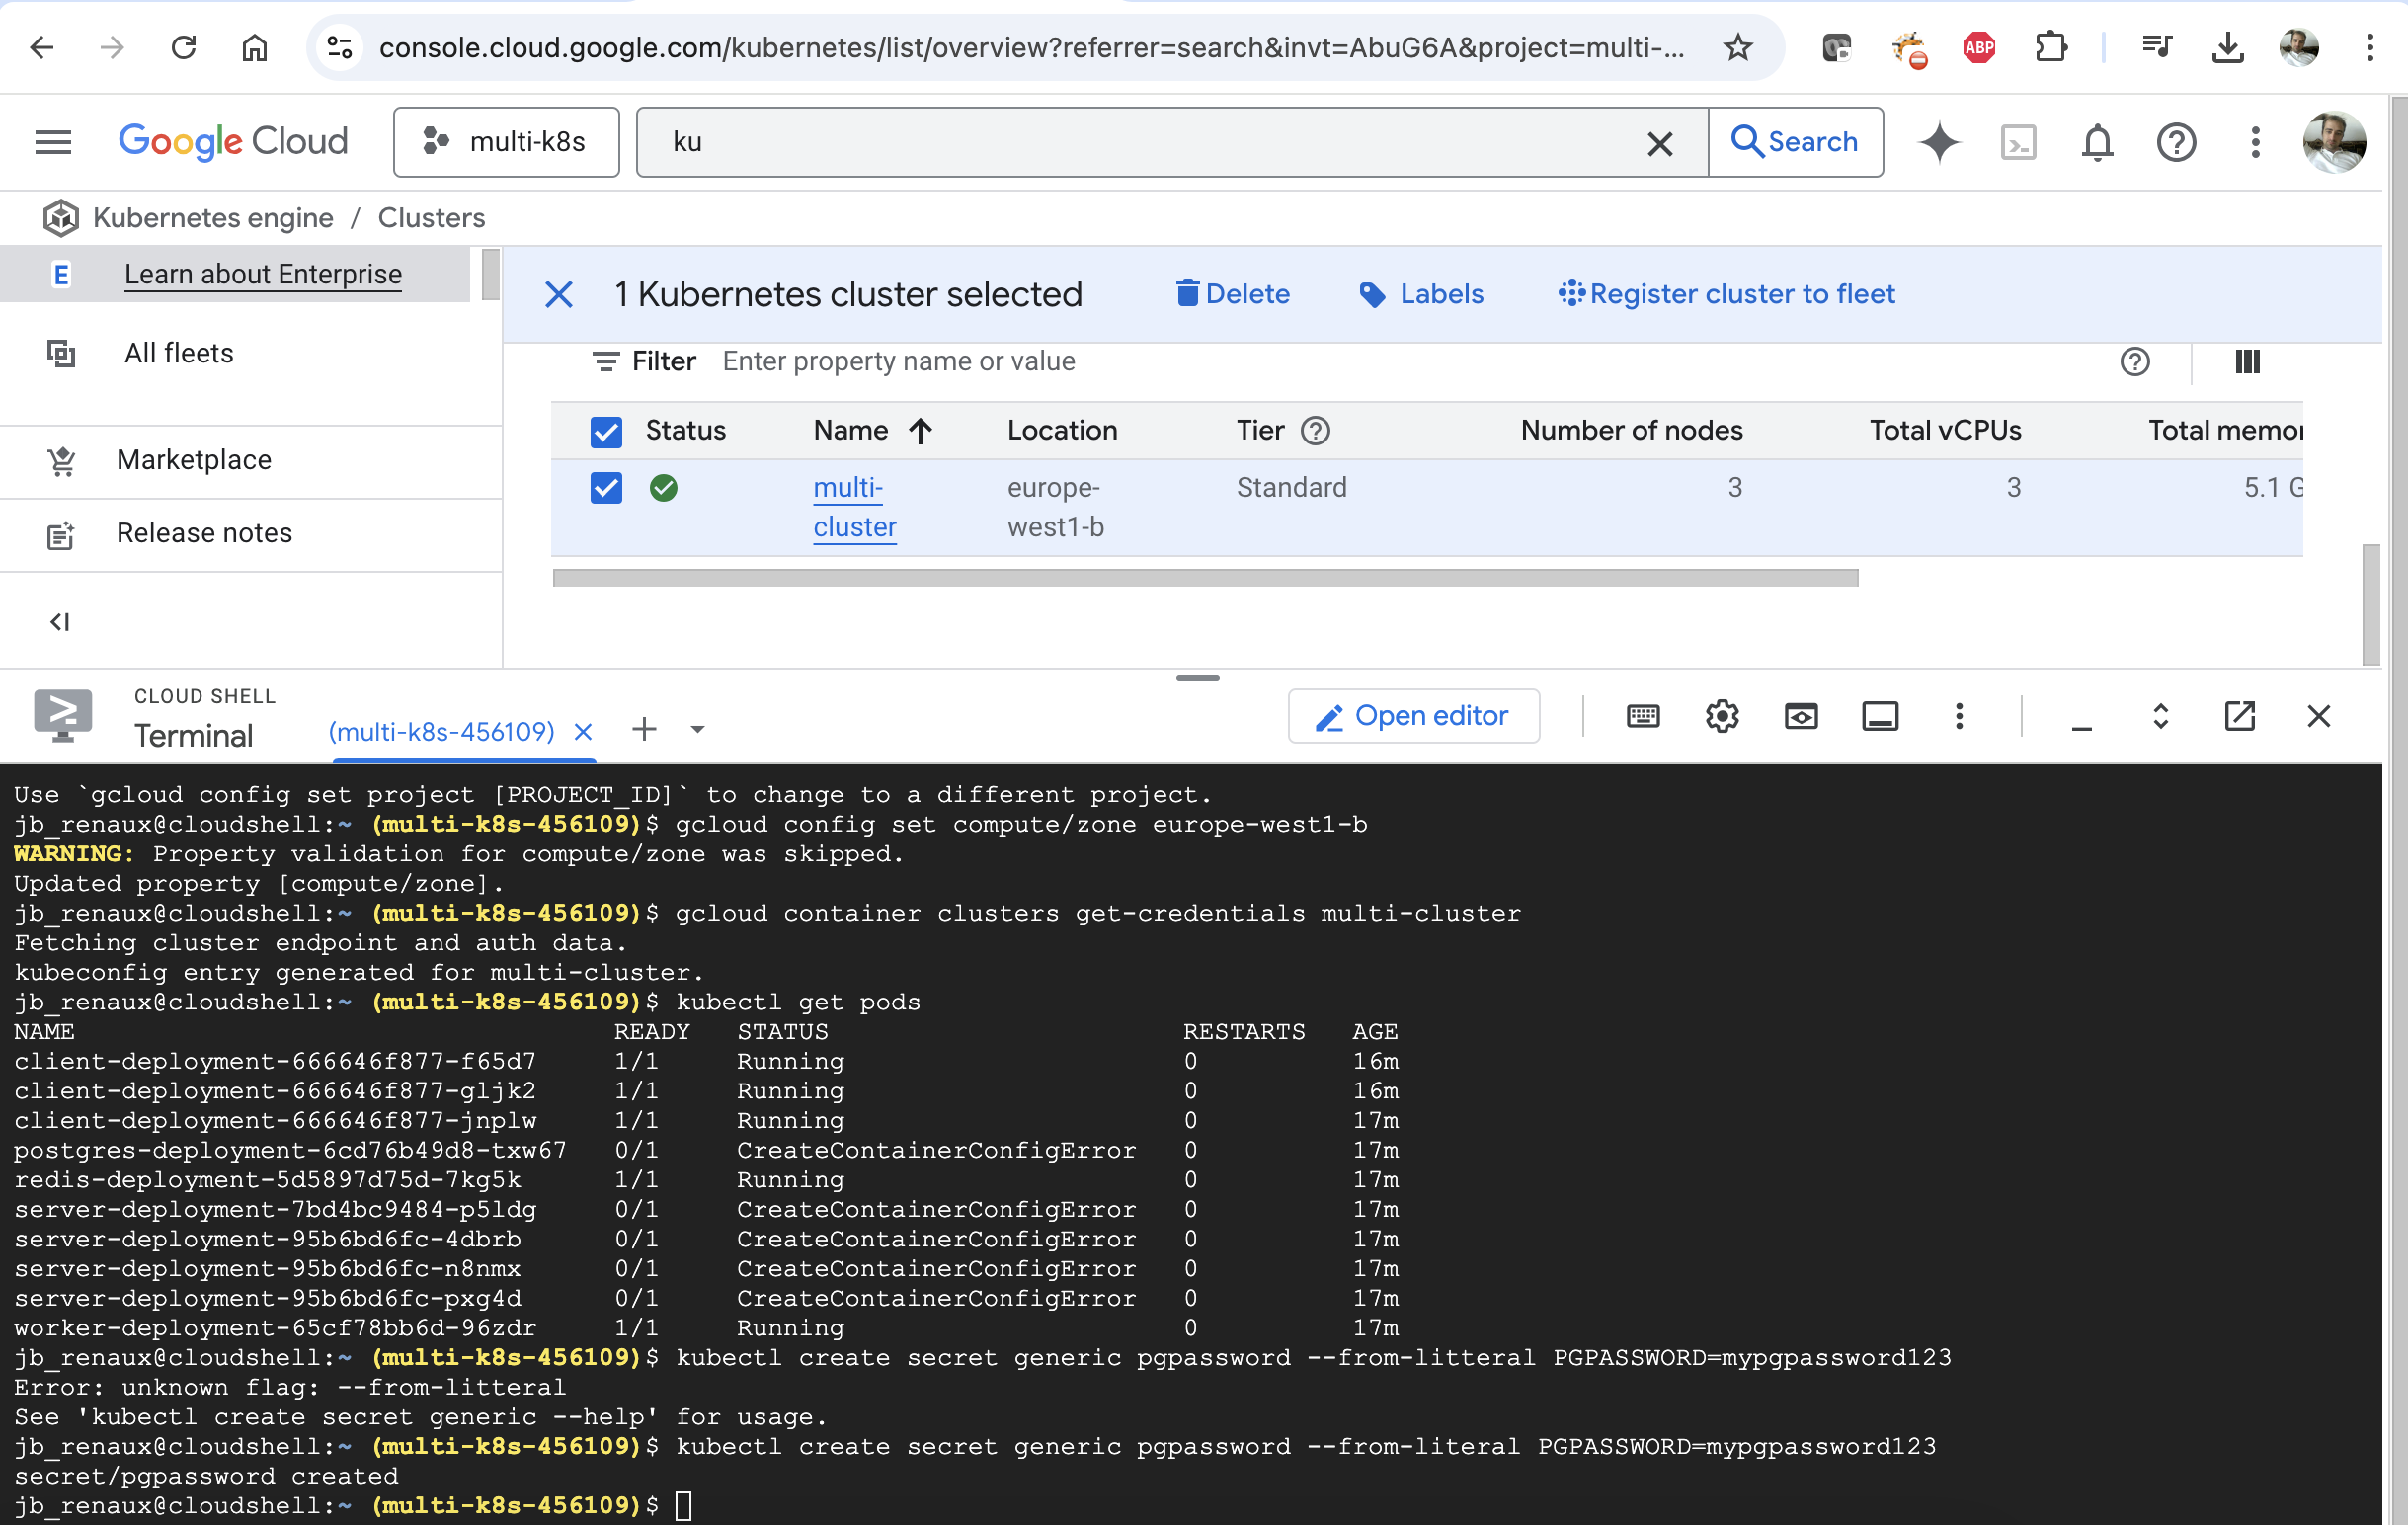 console.cloud.google.com/kubernetes/list/overview?referrer=search&invt=AbuG6A&project=multi-...
ABP
Google Cloud
multi-k8s
ku
Search
Kubernetes engine / Clusters
E Learn about Enterprise
All fleets
Marketplace
Release notes
1 Kubernetes cluster selected
Delete
Labels
Register cluster to fleet
Filter Enter property name or value
Status Name Location Tier Number of nodes Total vCPUs Total memor
multi-cluster europe-west1-b Standard 3 3 5.1 G
CLOUD SHELL
Terminal
(multi-k8s-456109)
Open editor
Use `gcloud config set project [PROJECT_ID]` to change to a different project.
jb_renaux@cloudshell:~ (multi-k8s-456109)$ gcloud config set compute/zone europe-west1-b
WARNING: Property validation for compute/zone was skipped.
Updated property [compute/zone].
jb_renaux@cloudshell:~ (multi-k8s-456109)$ gcloud container clusters get-credentials multi-cluster
Fetching cluster endpoint and auth data.
kubeconfig entry generated for multi-cluster.
jb_renaux@cloudshell:~ (multi-k8s-456109)$ kubectl get pods
NAME READY STATUS RESTARTS AGE
client-deployment-666646f877-f65d7 1/1 Running 0 16m
client-deployment-666646f877-gljk2 1/1 Running 0 16m
client-deployment-666646f877-jnplw 1/1 Running 0 17m
postgres-deployment-6cd76b49d8-txw67 0/1 CreateContainerConfigError 0 17m
redis-deployment-5d5897d75d-7kg5k 1/1 Running 0 17m
server-deployment-7bd4bc9484-p5ldg 0/1 CreateContainerConfigError 0 17m
server-deployment-95b6bd6fc-4dbrb 0/1 CreateContainerConfigError 0 17m
server-deployment-95b6bd6fc-n8nmx 0/1 CreateContainerConfigError 0 17m
server-deployment-95b6bd6fc-pxg4d 0/1 CreateContainerConfigError 0 17m
worker-deployment-65cf78bb6d-96zdr 1/1 Running 0 17m
jb_renaux@cloudshell:~ (multi-k8s-456109)$ kubectl create secret generic pgpassword --from-litteral PGPASSWORD=mypgpassword123
Error: unknown flag: --from-litteral
See 'kubectl create secret generic --help' for usage.
jb_renaux@cloudshell:~ (multi-k8s-456109)$ kubectl create secret generic pgpassword --from-literal PGPASSWORD=mypgpassword123
secret/pgpassword created
jb_renaux@cloudshell:~ (multi-k8s-456109)$